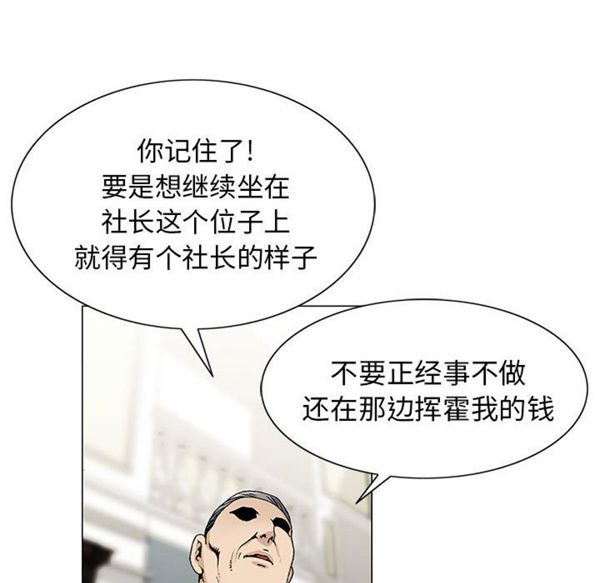 你记住了!
要是想继续坐在
社长这个位子上
就得有个社长的样子
不要正经事不做
还在那边挥霍我的钱